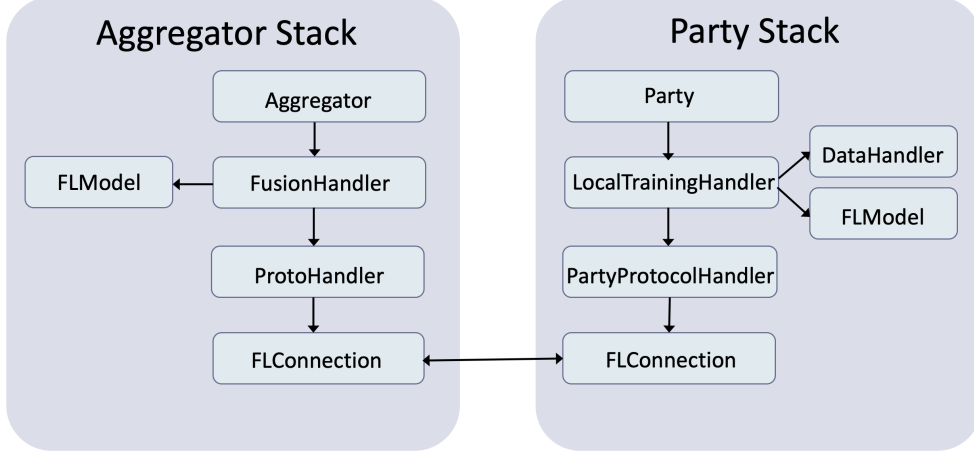 Aggregator Stack
Aggregator
FLModel
FusionHandler
ProtoHandler
FLConnection
Party Stack
Party
LocalTrainingHandler
DataHandler
FLModel
PartyProtocolHandler
FLConnection